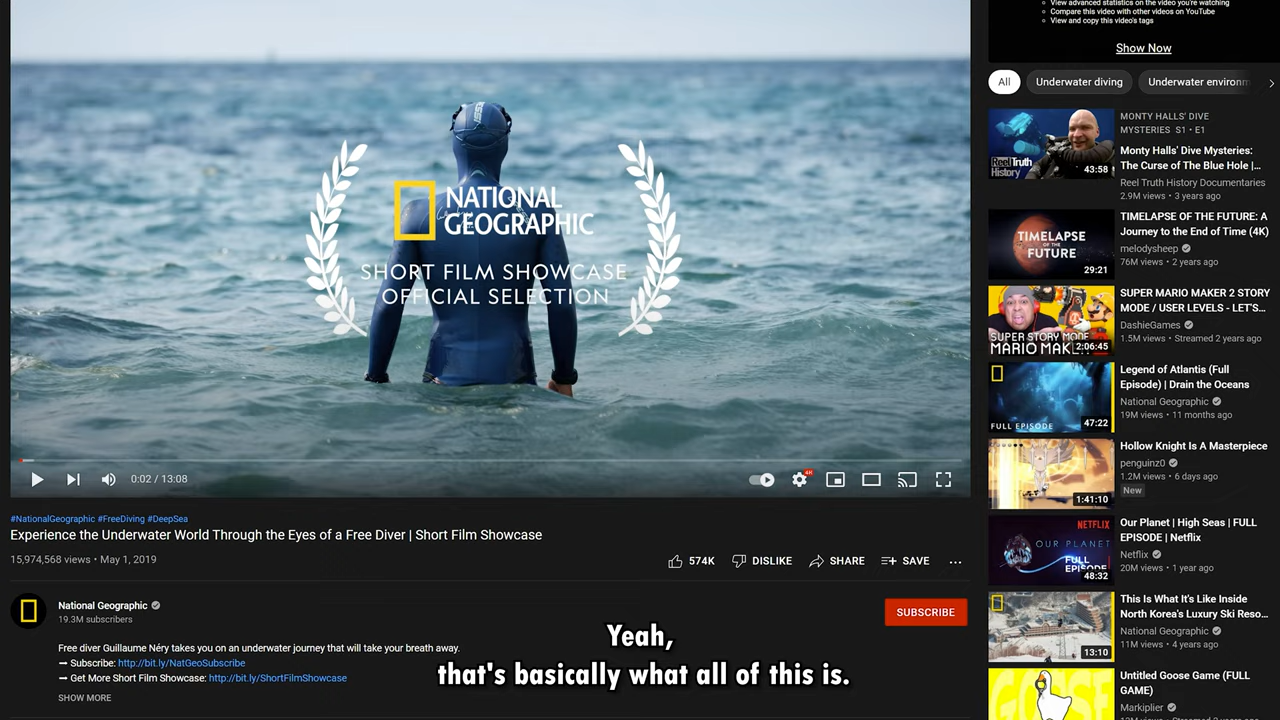 View advanced statistics on the video you're watching
Compare this video with other videos on YouTube
View and copy this video's tags
Show Now
All
Underwater diving
Underwater environm
NATIONAL
GEOGRAPHIC
SHORT FILM SHOWCASE
OFFICIAL SELECTION
0:02 / 13:08
#NationalGeographic #FreeDiving #DeepSea
Experience the Underwater World Through the Eyes of a Free Diver | Short Film Showcase
15,974,568 views • May 1, 2019
574K
DISLIKE
SHARE
SAVE
National Geographic
19.3M subscribers
SUBSCRIBE
Free diver Guillaume Néry takes you on an underwater journey that will take your breath away.
➡ Subscribe: http://bit.ly/NatGeoSubscribe
➡ Get More Short Film Showcase: http://bit.ly/ShortFilmShowcase
SHOW MORE
Yeah,
that's basically what all of this is.
Reel Truth
History
43:58
MONTY HALLS' DIVE
MYSTERIES S1 • E1
Monty Halls' Dive Mysteries:
The Curse of The Blue Hole |...
Reel Truth History Documentaries
2.9M views • 3 years ago
TIMELAPSE
OF THE
FUTURE
29:21
TIMELAPSE OF THE FUTURE: A
Journey to the End of Time (4K)
melodysheep
76M views • 2 years ago
SUPER STORY MODE
MARIO MAKER
2:06:45
SUPER MARIO MAKER 2 STORY
MODE / USER LEVELS - LET'S...
DashieGames
1.5M views • Streamed 2 years ago
FULL EPISODE
47:22
Legend of Atlantis (Full
Episode) | Drain the Oceans
National Geographic
19M views • 11 months ago
1:41:10
Hollow Knight Is A Masterpiece
penguinz0
1.2M views • 6 days ago
New
NETFLIX
OUR PLANET
FULL
EPISODE
48:32
Our Planet | High Seas | FULL
EPISODE | Netflix
Netflix
20M views • 1 year ago
13:10
This Is What It's Like Inside
North Korea's Luxury Ski Reso...
National Geographic
11M views • 4 years ago
Untitled Goose Game (FULL
GAME)
Markiplier